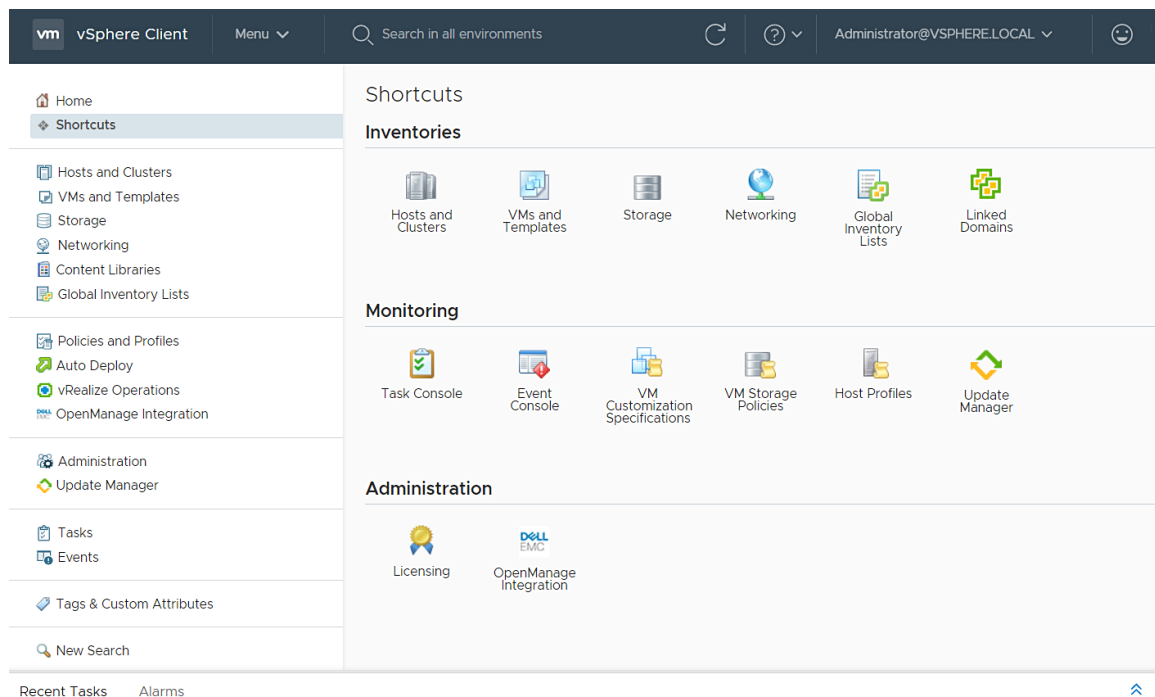 vm vSphere Client Menu Search in all environments Administrator@VSPHERE.LOCAL
Home
Shortcuts
Hosts and Clusters
VMs and Templates
Storage
Networking
Content Libraries
Global Inventory Lists
Policies and Profiles
Auto Deploy
vRealize Operations
DELL EMC OpenManage Integration
Administration
Update Manager
Tasks
Events
Tags & Custom Attributes
New Search
Shortcuts
Inventories
Hosts and
Clusters
VMs and
Templates
Storage
Networking
Global
Inventory
Lists
Linked
Domains
Monitoring
Task Console
Event
Console
VM
Customization
Specifications
VM Storage
Policies
Host Profiles
Update
Manager
Administration
Licensing
DELL
EMC
OpenManage
Integration
Recent Tasks Alarms